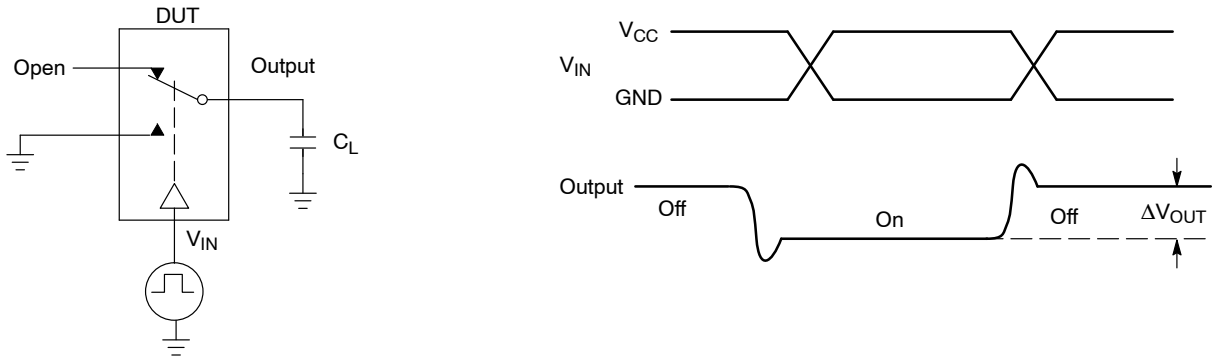 DUT
Open
Output
C_L
V_IN
V_CC
V_IN
GND
Output
Off
On
Off
ΔV_OUT